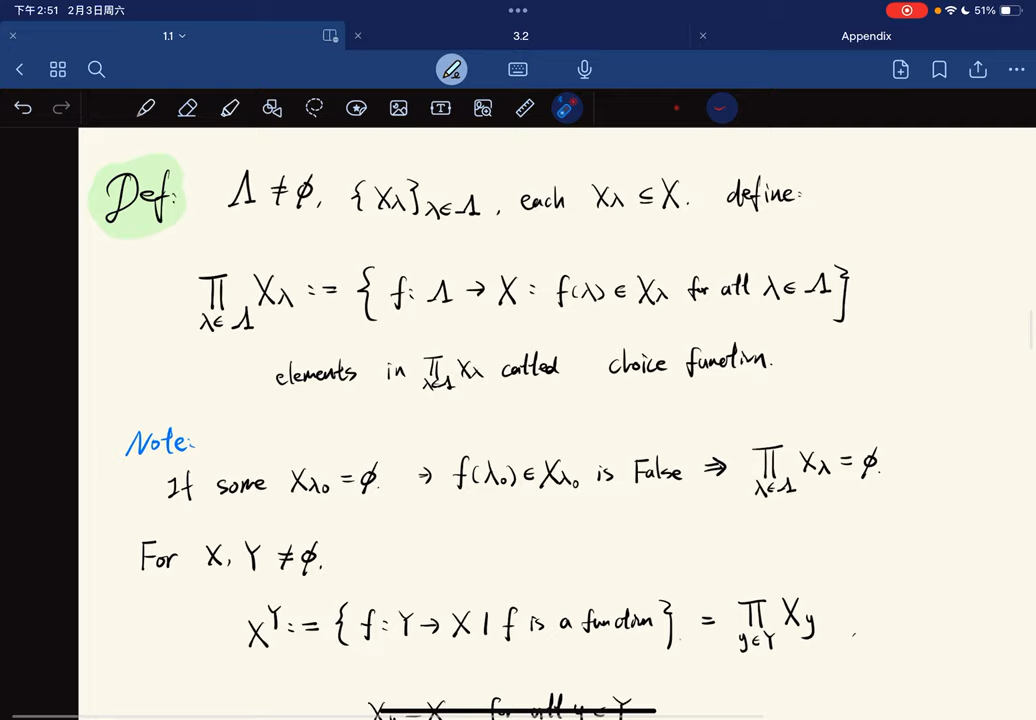 下午2:51 2月3日周六
51%
1.1
3.2
Appendix
Def: Λ ≠ ϕ, {Xλ}λ∈Λ, each Xλ ⊆ X. define:
∏λ∈Λ Xλ := { f: Λ → X : f(λ) ∈ Xλ for all λ ∈ Λ }
elements in ∏λ∈Λ Xλ called choice function.
Note:
If some Xλ₀ = ϕ. → f(λ₀) ∈ Xλ₀ is False ⇒ ∏λ∈Λ Xλ = ϕ.
For X, Y ≠ ϕ.
X^Y := { f: Y → X | f is a function } = ∏y∈Y Xy